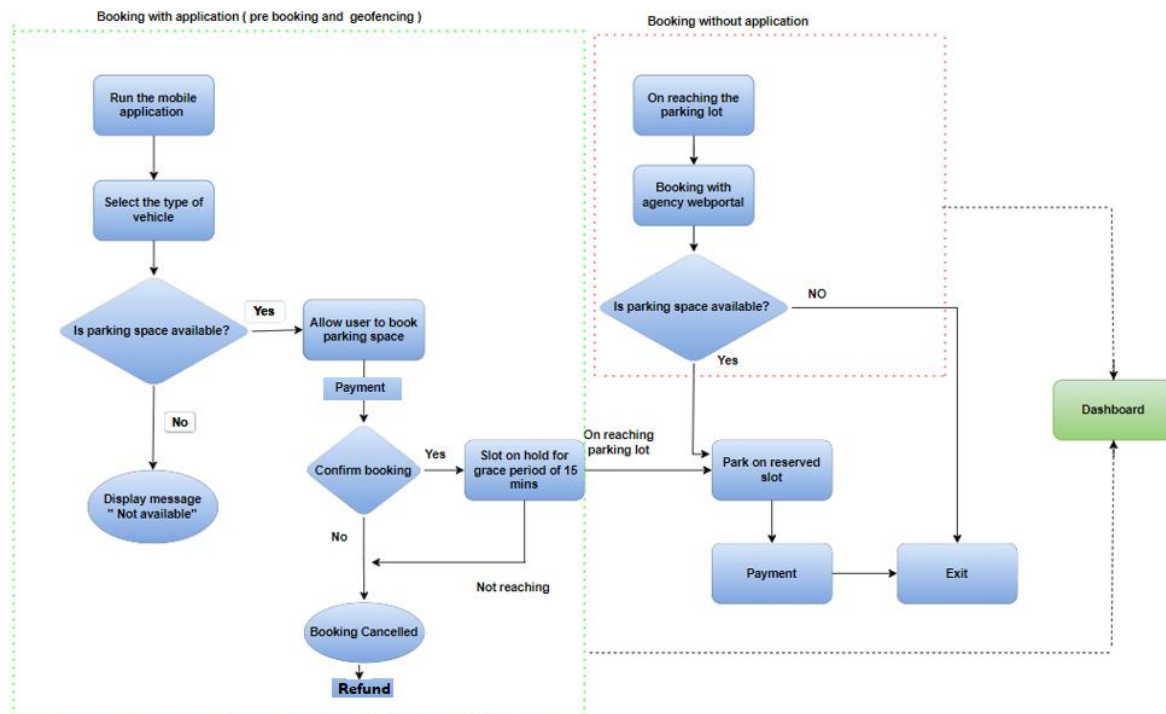 Booking with application ( pre booking and geofencing )
Booking without application
Run the mobile
application
On reaching the
parking lot
Select the type of
vehicle
Booking with
agency webportal
Is parking space available?
Yes
Allow user to book
parking space
Is parking space available?
NO
Yes
Payment
No
Dashboard
Confirm booking
Yes
Slot on hold for
grace period of 15
mins
On reaching
parking lot
Park on reserved
slot
Display message
" Not available"
No
Not reaching
Payment
Exit
Booking Cancelled
Refund